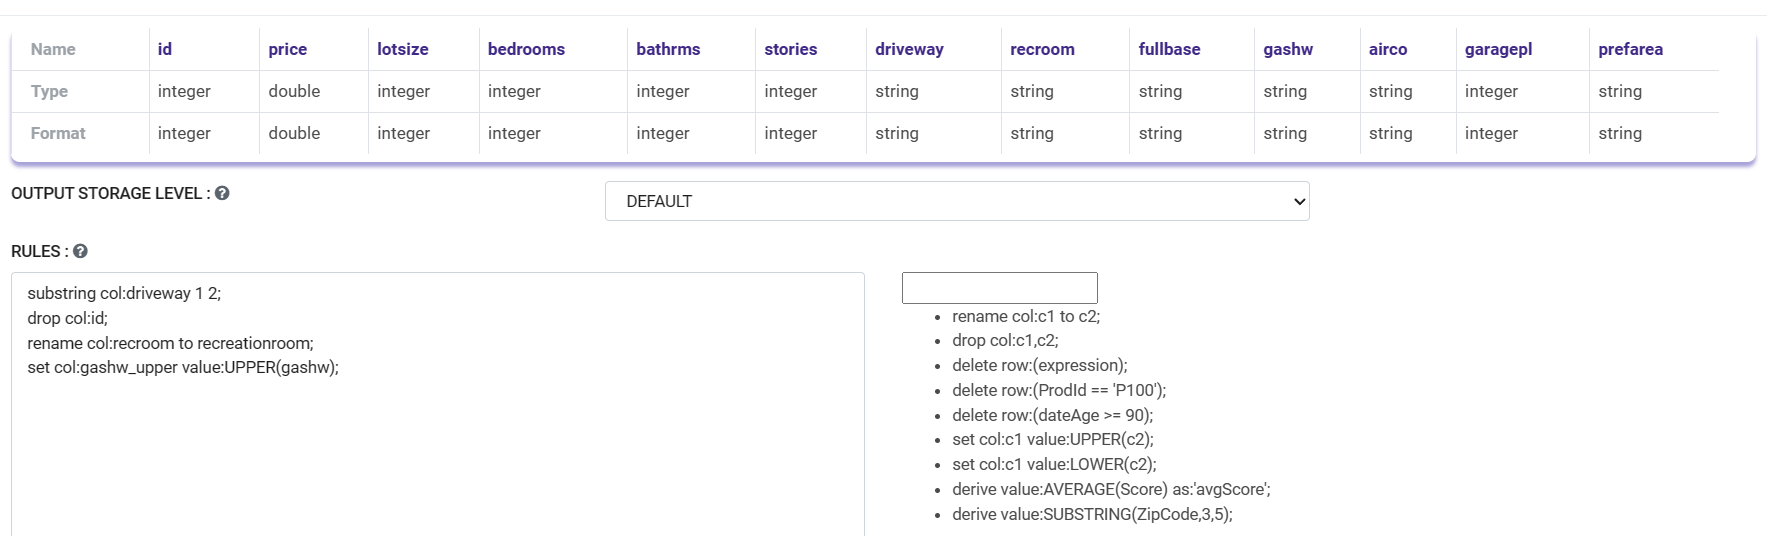 Name id price lotsize bedrooms bathrms stories driveway recroom fullbase gashw airco garagepl prefarea
Type integer double integer integer integer integer string string string string string integer string
Format integer double integer integer integer integer string string string string string integer string
OUTPUT STORAGE LEVEL :
DEFAULT
RULES :
substring col:driveway 1 2;
drop col:id;
rename col:recroom to recreationroom;
set col:gashw_upper value:UPPER(gashw);
• rename col:c1 to c2;
• drop col:c1,c2;
• delete row:(expression);
• delete row:(ProdId == 'P100');
• delete row:(dateAge >= 90);
• set col:c1 value:UPPER(c2);
• set col:c1 value:LOWER(c2);
• derive value:AVERAGE(Score) as:'avgScore';
• derive value:SUBSTRING(ZipCode,3,5);